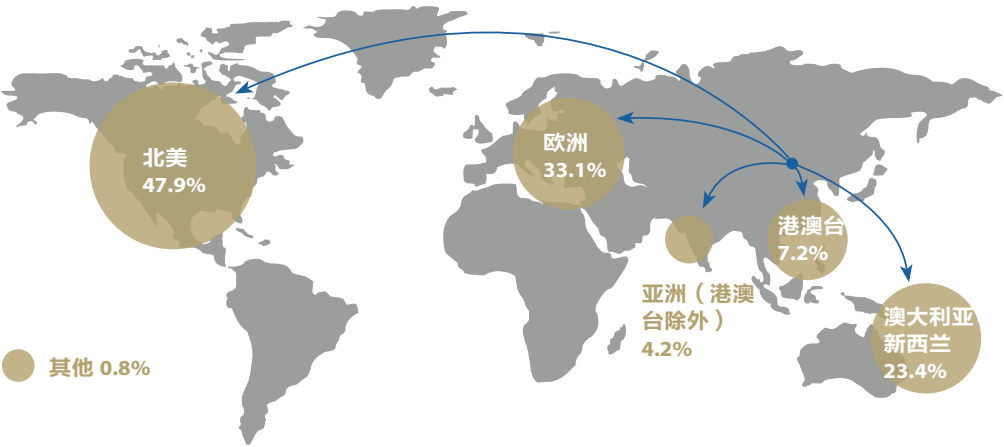 北美
47.9%
欧洲
33.1%
港澳台
7.2%
亚洲（港澳
台除外）
4.2%
澳大利亚
新西兰
23.4%
其他 0.8%